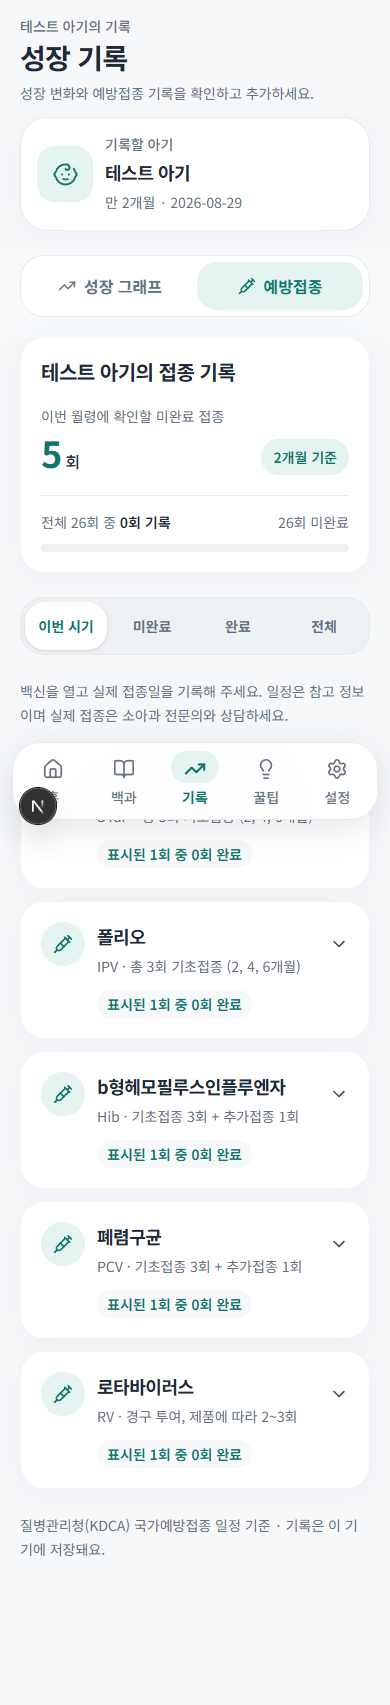 테스트 아기의 기록
성장 기록
성장 변화와 예방접종 기록을 확인하고 추가하세요.
기록할 아기
테스트 아기
만 2개월 · 2026-08-29
성장 그래프
예방접종
테스트 아기의 접종 기록
이번 월령에 확인할 미완료 접종
5 회
2개월 기준
전체 26회 중 0회 기록
26회 미완료
이번 시기
미완료
완료
전체
백신을 열고 실제 접종일을 기록해 주세요. 일정은 참고 정보
이며 실제 접종은 소아과 전문의와 상담하세요.
N
백과
기록
꿀팁
설정
표시된 1회 중 0회 완료
폴리오
IPV · 총 3회 기초접종 (2, 4, 6개월)
표시된 1회 중 0회 완료
b형헤모필루스인플루엔자
Hib · 기초접종 3회 + 추가접종 1회
표시된 1회 중 0회 완료
폐렴구균
PCV · 기초접종 3회 + 추가접종 1회
표시된 1회 중 0회 완료
로타바이러스
RV · 경구 투여, 제품에 따라 2~3회
표시된 1회 중 0회 완료
질병관리청(KDCA) 국가예방접종 일정 기준 · 기록은 이 기
기에 저장돼요.